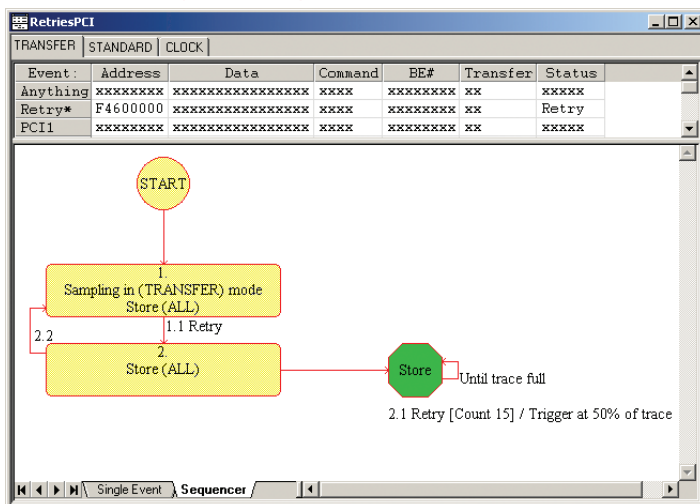 RetriesPCI
TRANSFER STANDARD CLOCK
Event: Address Data Command BE# Transfer Status
Anything xxxxxxxx xxxxxxxxxxxxxxxx xxxx xxxxxxxx xx xxxxx
Retry* F4600000 xxxxxxxxxxxxxxxx xxxx xxxxxxxx xx Retry
PCI1 xxxxxxxx xxxxxxxxxxxxxxxx xxxx xxxxxxxx xx xxxxx
START
1.
Sampling in (TRANSFER) mode
Store (ALL)
1.1 Retry
2.2
2.
Store (ALL)
Store
Until trace full
2.1 Retry [Count 15] / Trigger at 50% of trace
Single Event Sequencer